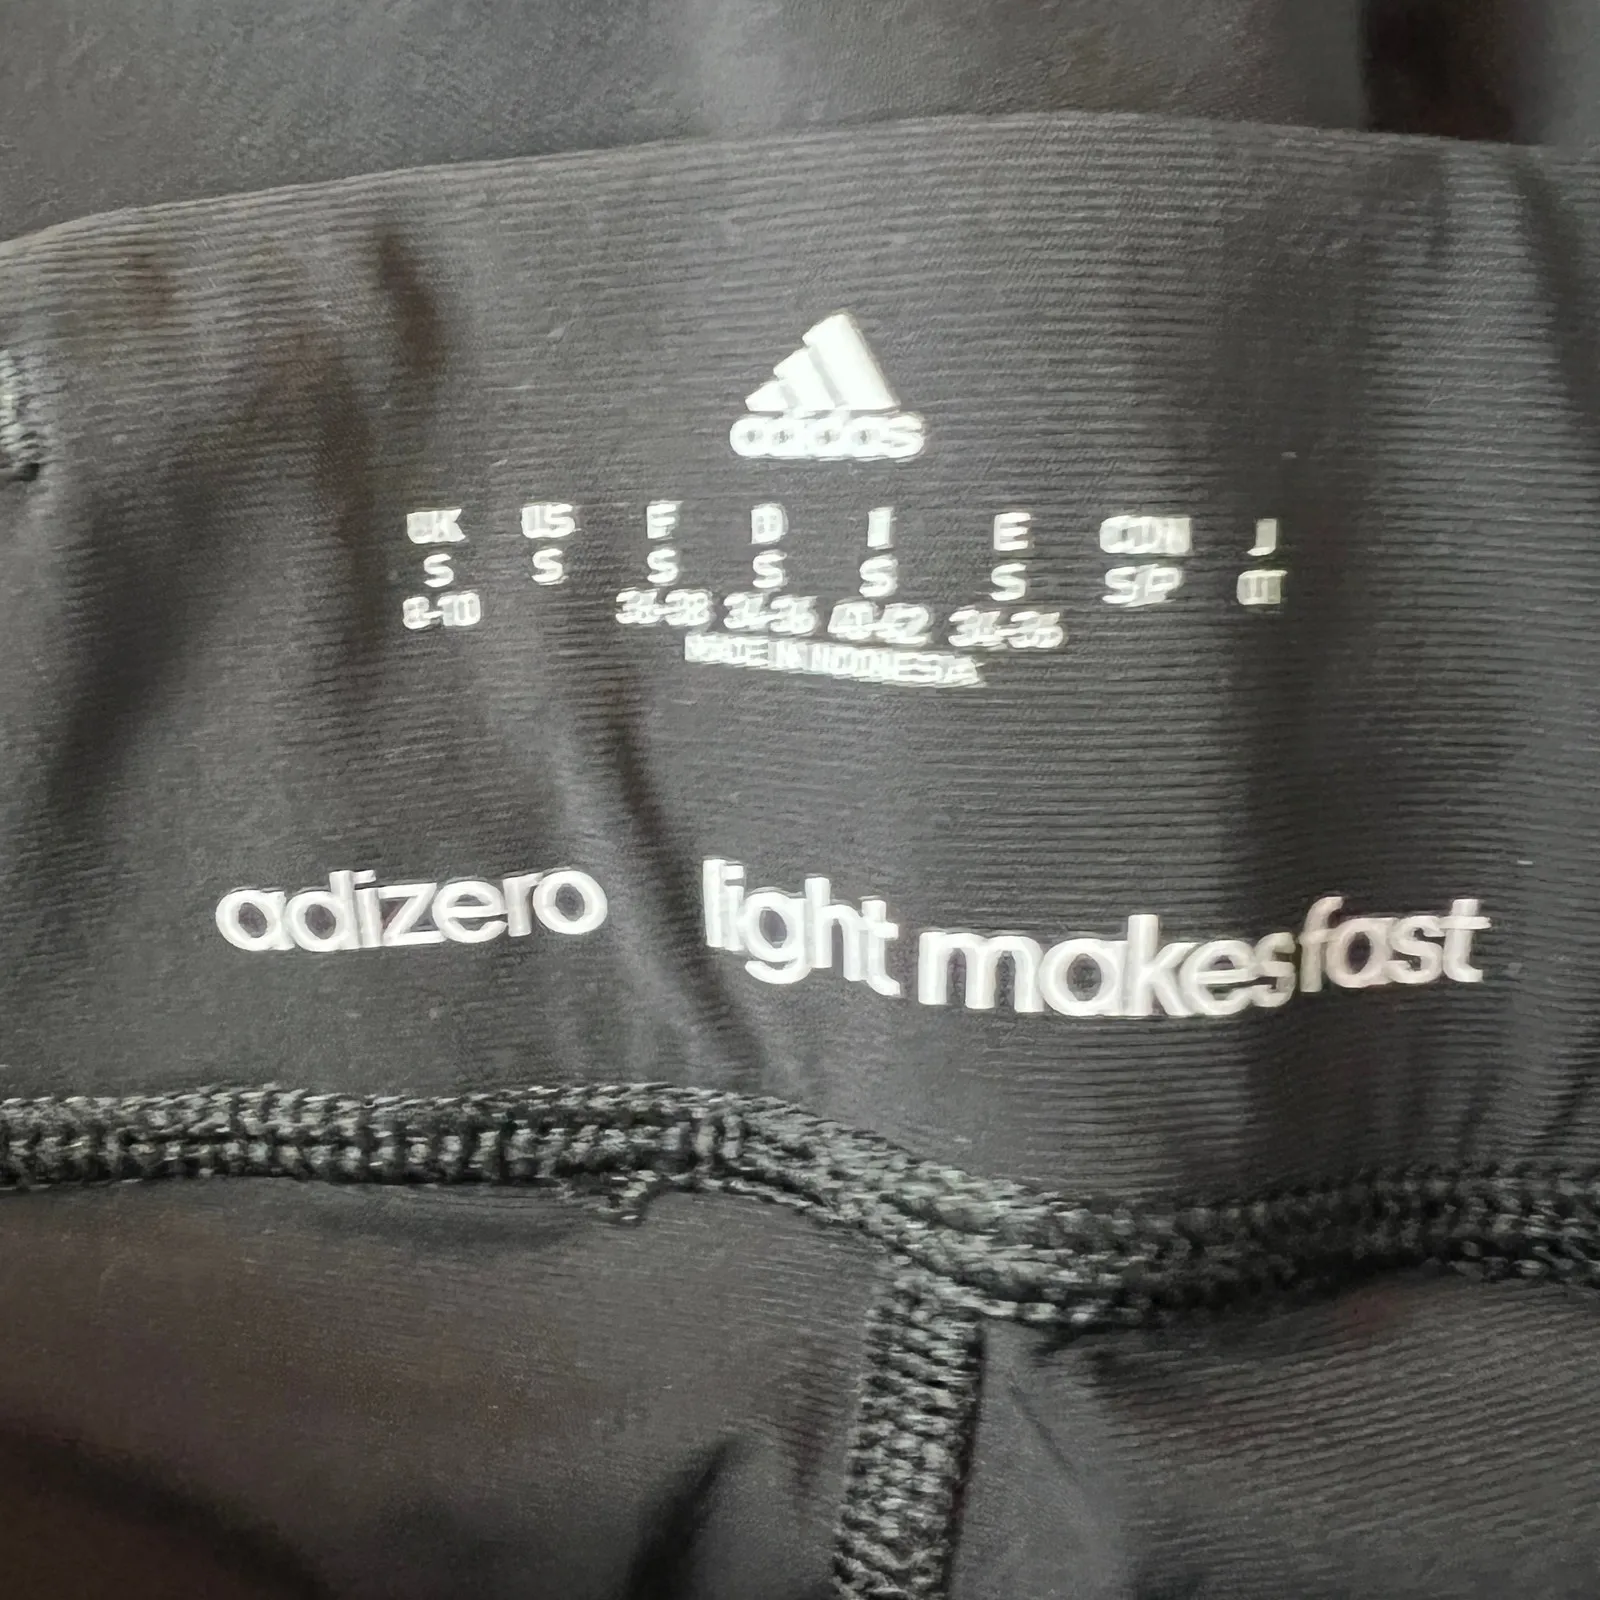 adidas
UK US F D I E CDN J
S S S S S S S/P OT
8-10 36-38 34-36 40-42 34-36
MADE IN INDONESIA
adizero light makes fast